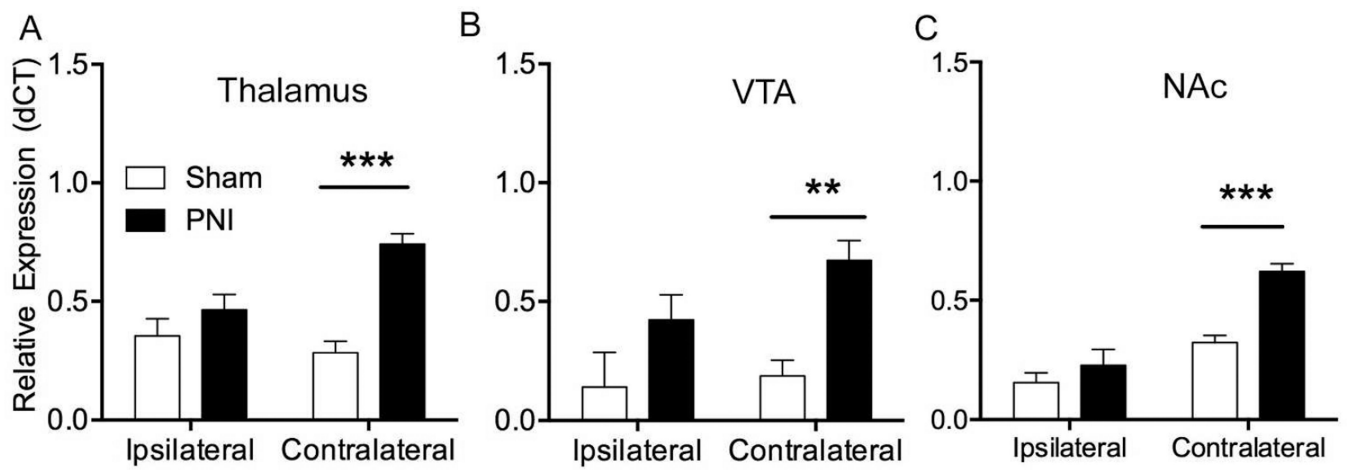 A
Relative Expression (dCT)
1.5
1.0
0.5
0.0
Thalamus
***
Sham
PNI
Ipsilateral Contralateral
B
1.5
1.0
0.5
0.0
VTA
**
Ipsilateral Contralateral
C
1.5
1.0
0.5
0.0
NAc
***
Ipsilateral Contralateral